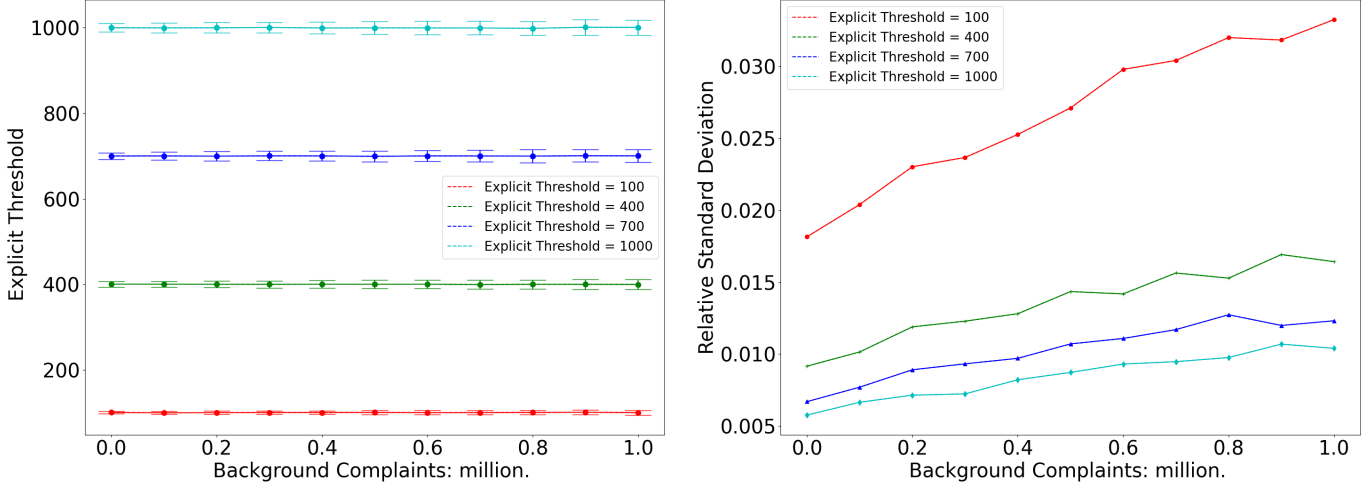 1000
800
600
400
200
Explicit Threshold
Explicit Threshold = 100
Explicit Threshold = 400
Explicit Threshold = 700
Explicit Threshold = 1000
0.0 0.2 0.4 0.6 0.8 1.0
Background Complaints: million.
Explicit Threshold = 100
Explicit Threshold = 400
Explicit Threshold = 700
Explicit Threshold = 1000
0.030
0.025
0.020
0.015
0.010
0.005
Relative Standard Deviation
0.0 0.2 0.4 0.6 0.8 1.0
Background Complaints: million.